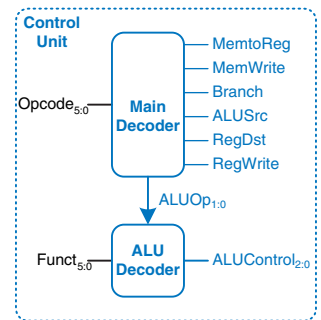 Control
Unit
MemtoReg
MemWrite
Branch
Opcode5:0
Main
Decoder
ALUSrc
RegDst
RegWrite
ALUOp1:0
Funct5:0
ALU
Decoder
ALUControl2:0